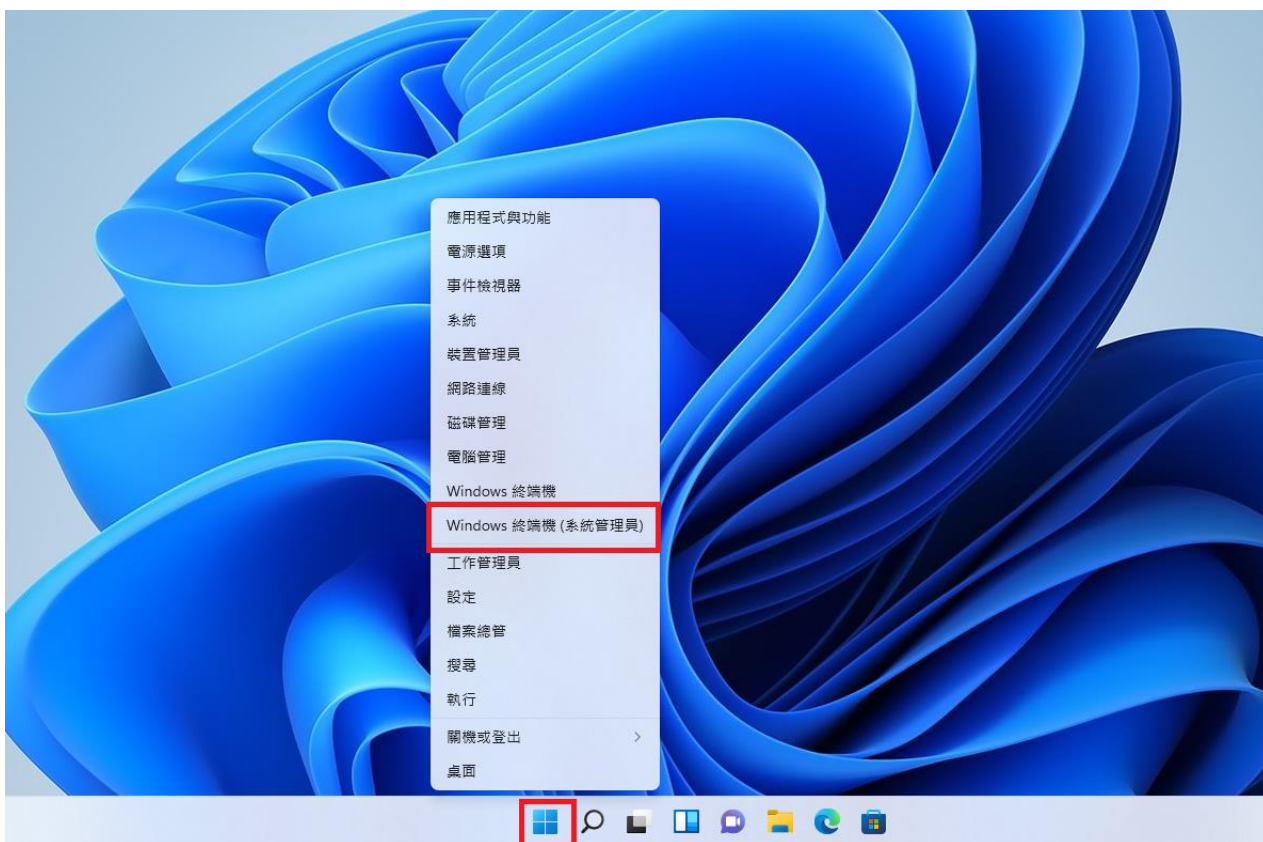 應用程式與功能
電源選項
事件檢視器
系統
裝置管理員
網路連線
磁碟管理
電腦管理
Windows 終端機
Windows 終端機 (系統管理員)
工作管理員
設定
檔案總管
搜尋
執行
關機或登出
桌面